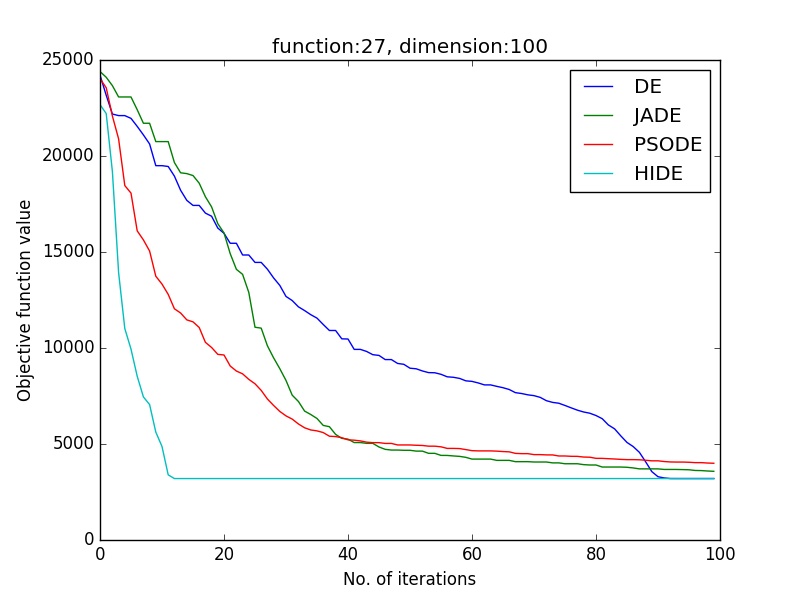 function:27, dimension:100
25000
20000
15000
10000
5000
0
Objective function value
DE
JADE
PSODE
HIDE
0 20 40 60 80 100
No. of iterations